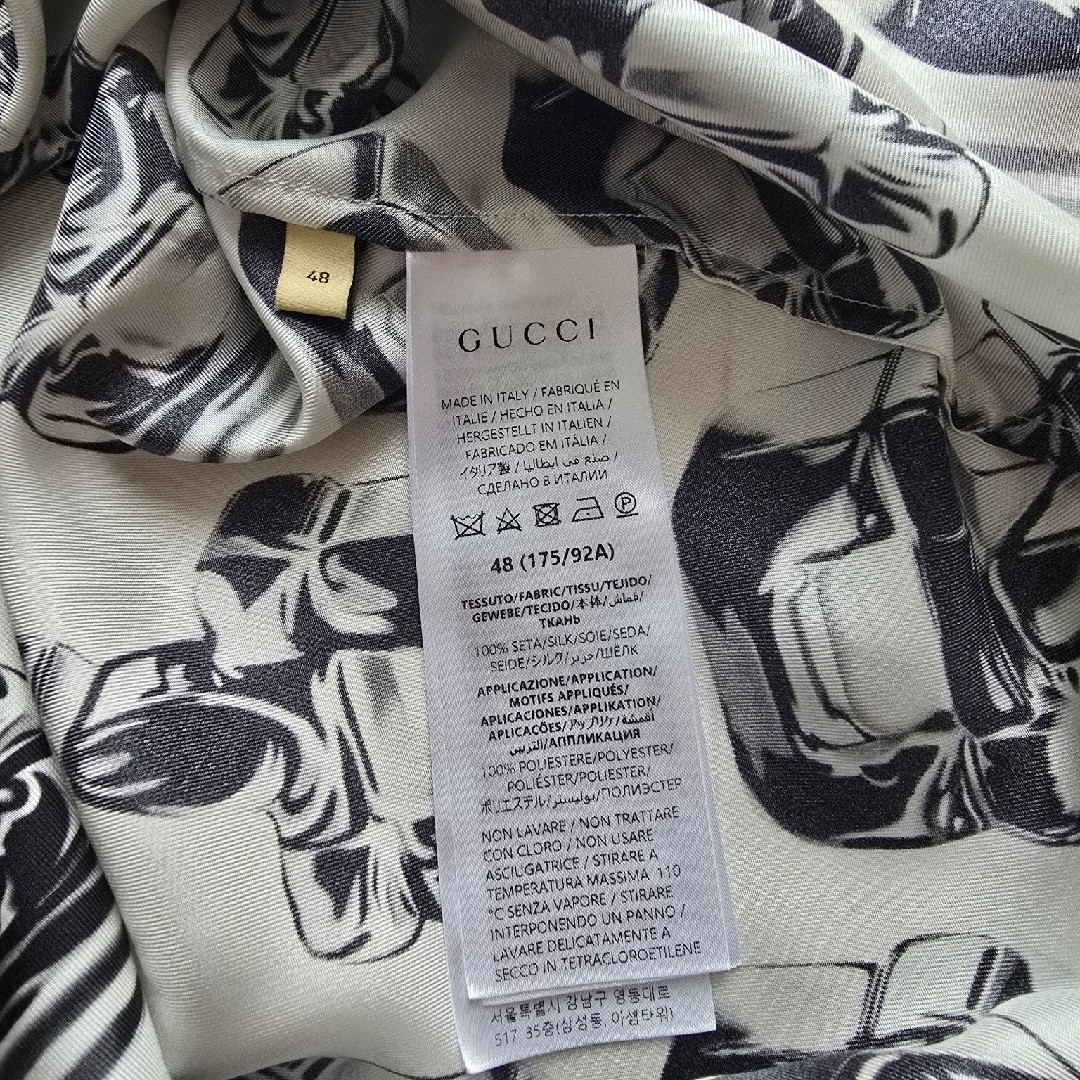 48
GUCCI
MADE IN ITALY / FABRIQUÉ EN
ITALIE / HECHO EN ITALIA /
HERGESTELLT IN ITALIEN /
FABRICADO EM ITÁLIA /
イタリア製 / صنع في ايطاليا /
СДЕЛАНО В ИТАЛИИ
P
48 (175/92A)
TESSUTO/FABRIC/TISSU/TEJIDO/
GEWEBE/TECIDO/本体/قماش/
ТКАНЬ
100% SETA/SILK/SOIE/SEDA/
SEIDE/シルク/حرير/ШЁЛК
APPLICAZIONE/APPLICATION/
MOTIFS APPLIQUÉS/
APLICACIONES/APPLIKATION/
APLICAÇÕES/アップリケ/أقمشة
التزيين/АППЛИКАЦИЯ
100% POLIESTERE/POLYESTER/
POLIÉSTER/POLIESTER/
ポリエステル/بوليستر/ПОЛИЭСТЕР
NON LAVARE / NON TRATTARE
CON CLORO / NON USARE
ASCIUGATRICE / STIRARE A
TEMPERATURA MASSIMA 110
°C SENZA VAPORE / STIRARE
INTERPONENDO UN PANNO /
LAVARE DELICATAMENTE A
SECCO IN TETRACLOROETILENE
서울특별시 강남구 영동대로
517 35층(삼성동, 아셈타워)